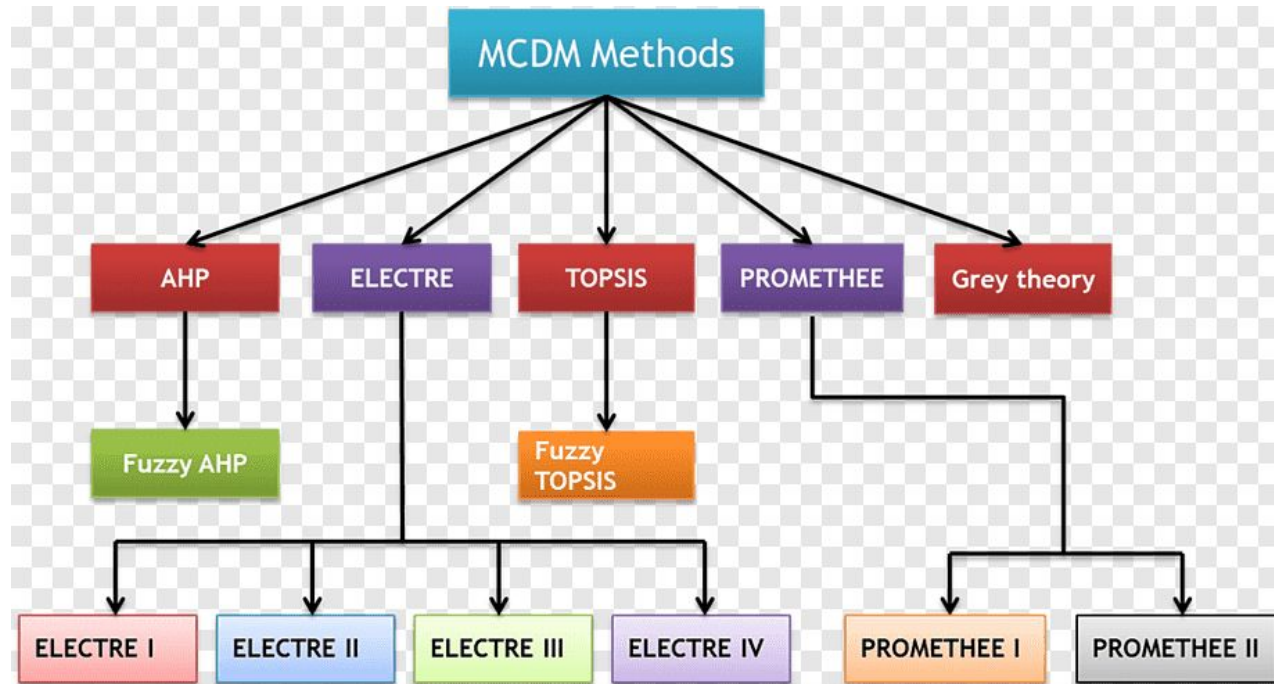 MCDM Methods
AHP
ELECTRE
TOPSIS
PROMETHEE
Grey theory
Fuzzy AHP
Fuzzy
TOPSIS
ELECTRE I
ELECTRE II
ELECTRE III
ELECTRE IV
PROMETHEE I
PROMETHEE II